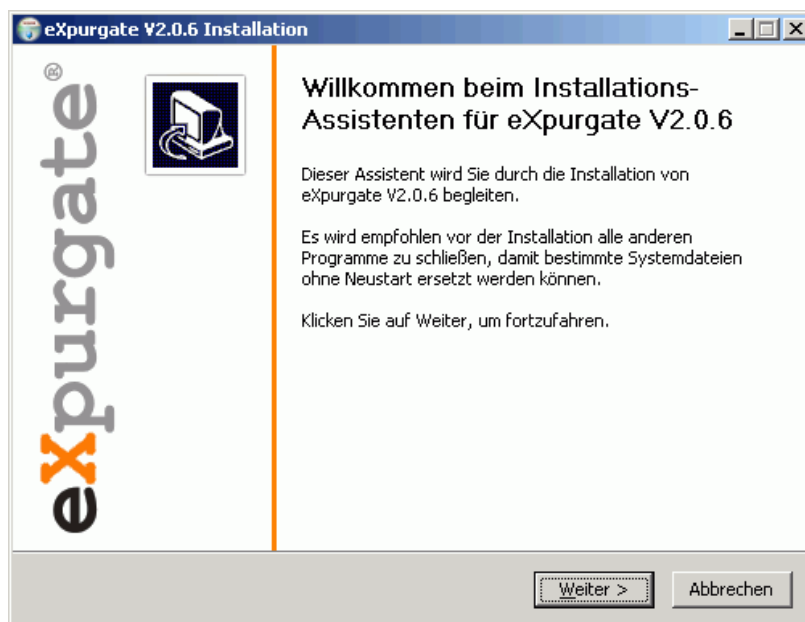 eXpurgate V2.0.6 Installation
eXpurgate®
Willkommen beim Installations-
Assistenten für eXpurgate V2.0.6
Dieser Assistent wird Sie durch die Installation von
eXpurgate V2.0.6 begleiten.
Es wird empfohlen vor der Installation alle anderen
Programme zu schließen, damit bestimmte Systemdateien
ohne Neustart ersetzt werden können.
Klicken Sie auf Weiter, um fortzufahren.
Weiter >
Abbrechen